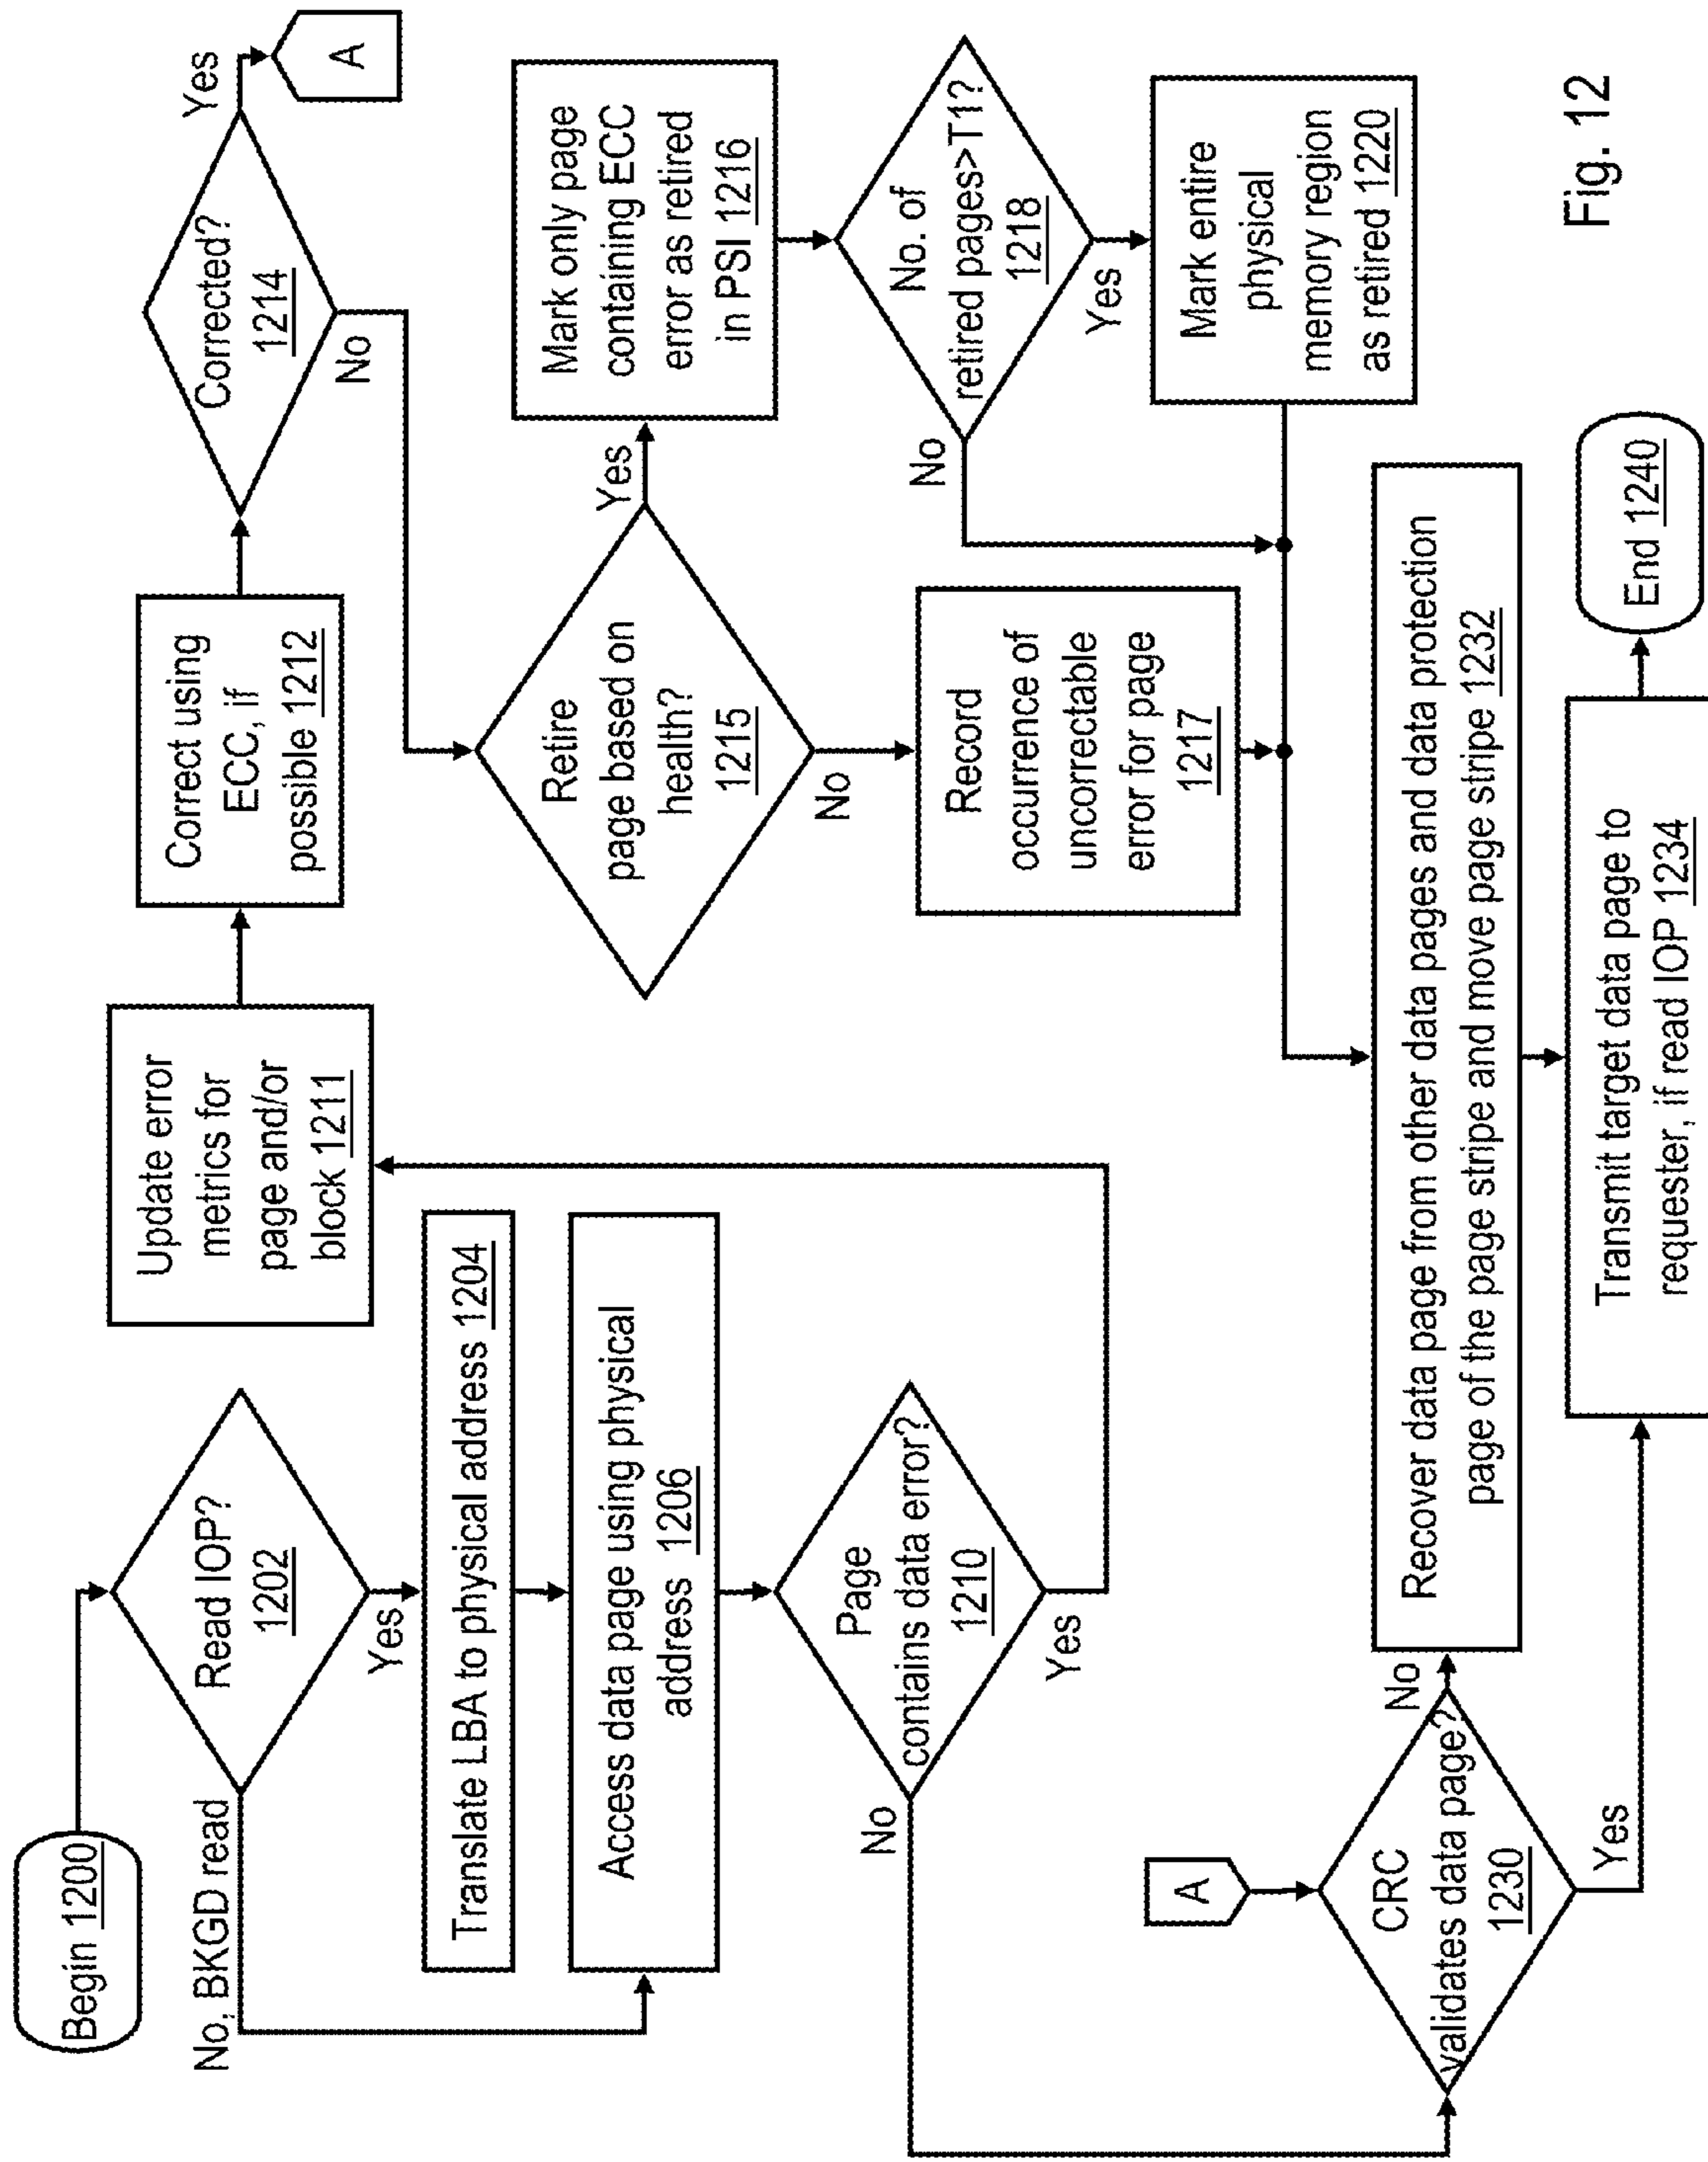 Begin 1200
Read IOP?
1202
No, BKGD read
Yes
Translate LBA to physical address 1204
Access data page using physical
address 1206
Page
contains data error?
1210
No
Yes
Update error
metrics for
page and/or
block 1211
Correct using
ECC, if
possible 1212
Corrected?
1214
Yes
A
No
Retire
page based on
health?
1215
Yes
No
Mark only page
containing ECC
error as retired
in PSI 1216
Record
occurrence of
uncorrectable
error for page
1217
No. of
retired pages>T1?
1218
No
Yes
Mark entire
physical
memory region
as retired 1220
A
CRC
validates data page?
1230
No
Yes
Recover data page from other data pages and data protection
page of the page stripe and move page stripe 1232
Transmit target data page to
requester, if read IOP 1234
End 1240
Fig. 12